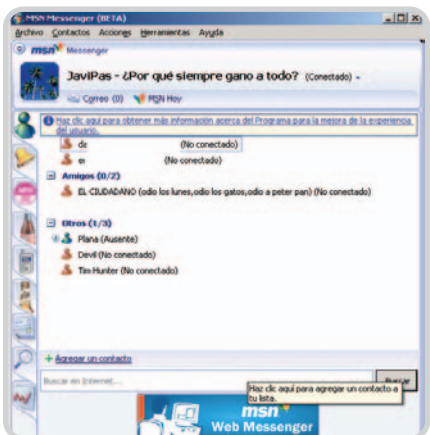 MSN Messenger (BETA)
Archivo Contactos Acciones Herramientas Ayuda
msn Messenger
JaviPas - ¿Por qué siempre gano a todo? (Conectado)
Correo (0) MSN Hoy
Haz clic aquí para obtener más información acerca del Programa para la mejora de la experiencia
del usuario.
(No conectado)
(No conectado)
Amigos (0/2)
EL CIUDADANO (odio los lunes,odio los gatos,odio a peter pan) (No conectado)
Otros (1/3)
Plana (Ausente)
Devil (No conectado)
Tim Hunter (No conectado)
Agregar un contacto
Buscar en Internet... Buscar
Haz clic aquí para agregar un contacto a
tu lista.
msn
Web Messenger